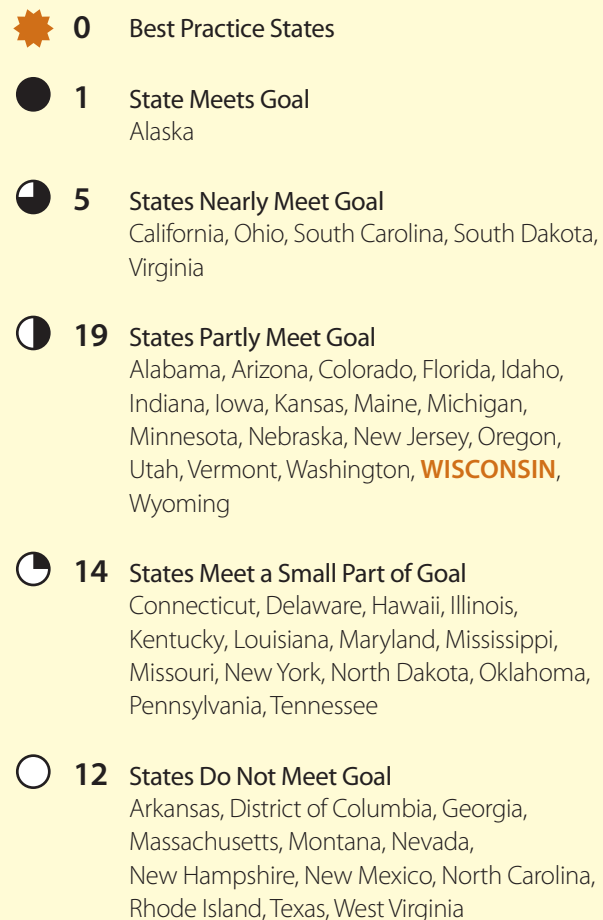 0 Best Practice States
1 State Meets Goal
Alaska
5 States Nearly Meet Goal
California, Ohio, South Carolina, South Dakota,
Virginia
19 States Partly Meet Goal
Alabama, Arizona, Colorado, Florida, Idaho,
Indiana, Iowa, Kansas, Maine, Michigan,
Minnesota, Nebraska, New Jersey, Oregon,
Utah, Vermont, Washington, WISCONSIN,
Wyoming
14 States Meet a Small Part of Goal
Connecticut, Delaware, Hawaii, Illinois,
Kentucky, Louisiana, Maryland, Mississippi,
Missouri, New York, North Dakota, Oklahoma,
Pennsylvania, Tennessee
12 States Do Not Meet Goal
Arkansas, District of Columbia, Georgia,
Massachusetts, Montana, Nevada,
New Hampshire, New Mexico, North Carolina,
Rhode Island, Texas, West Virginia